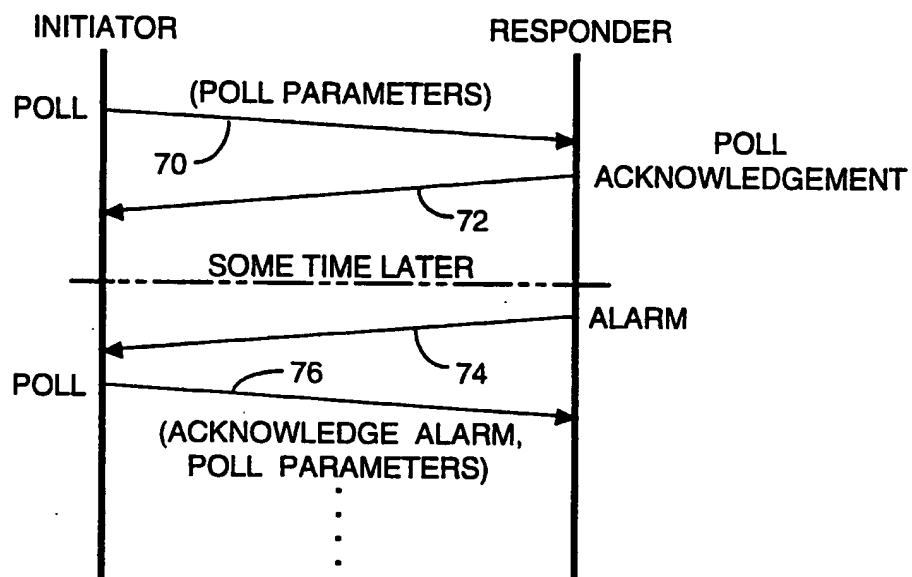 INITIATOR
RESPONDER
POLL
(POLL PARAMETERS)
70
POLL
ACKNOWLEDGEMENT
72
SOME TIME LATER
ALARM
74
POLL
76
(ACKNOWLEDGE ALARM,
POLL PARAMETERS)